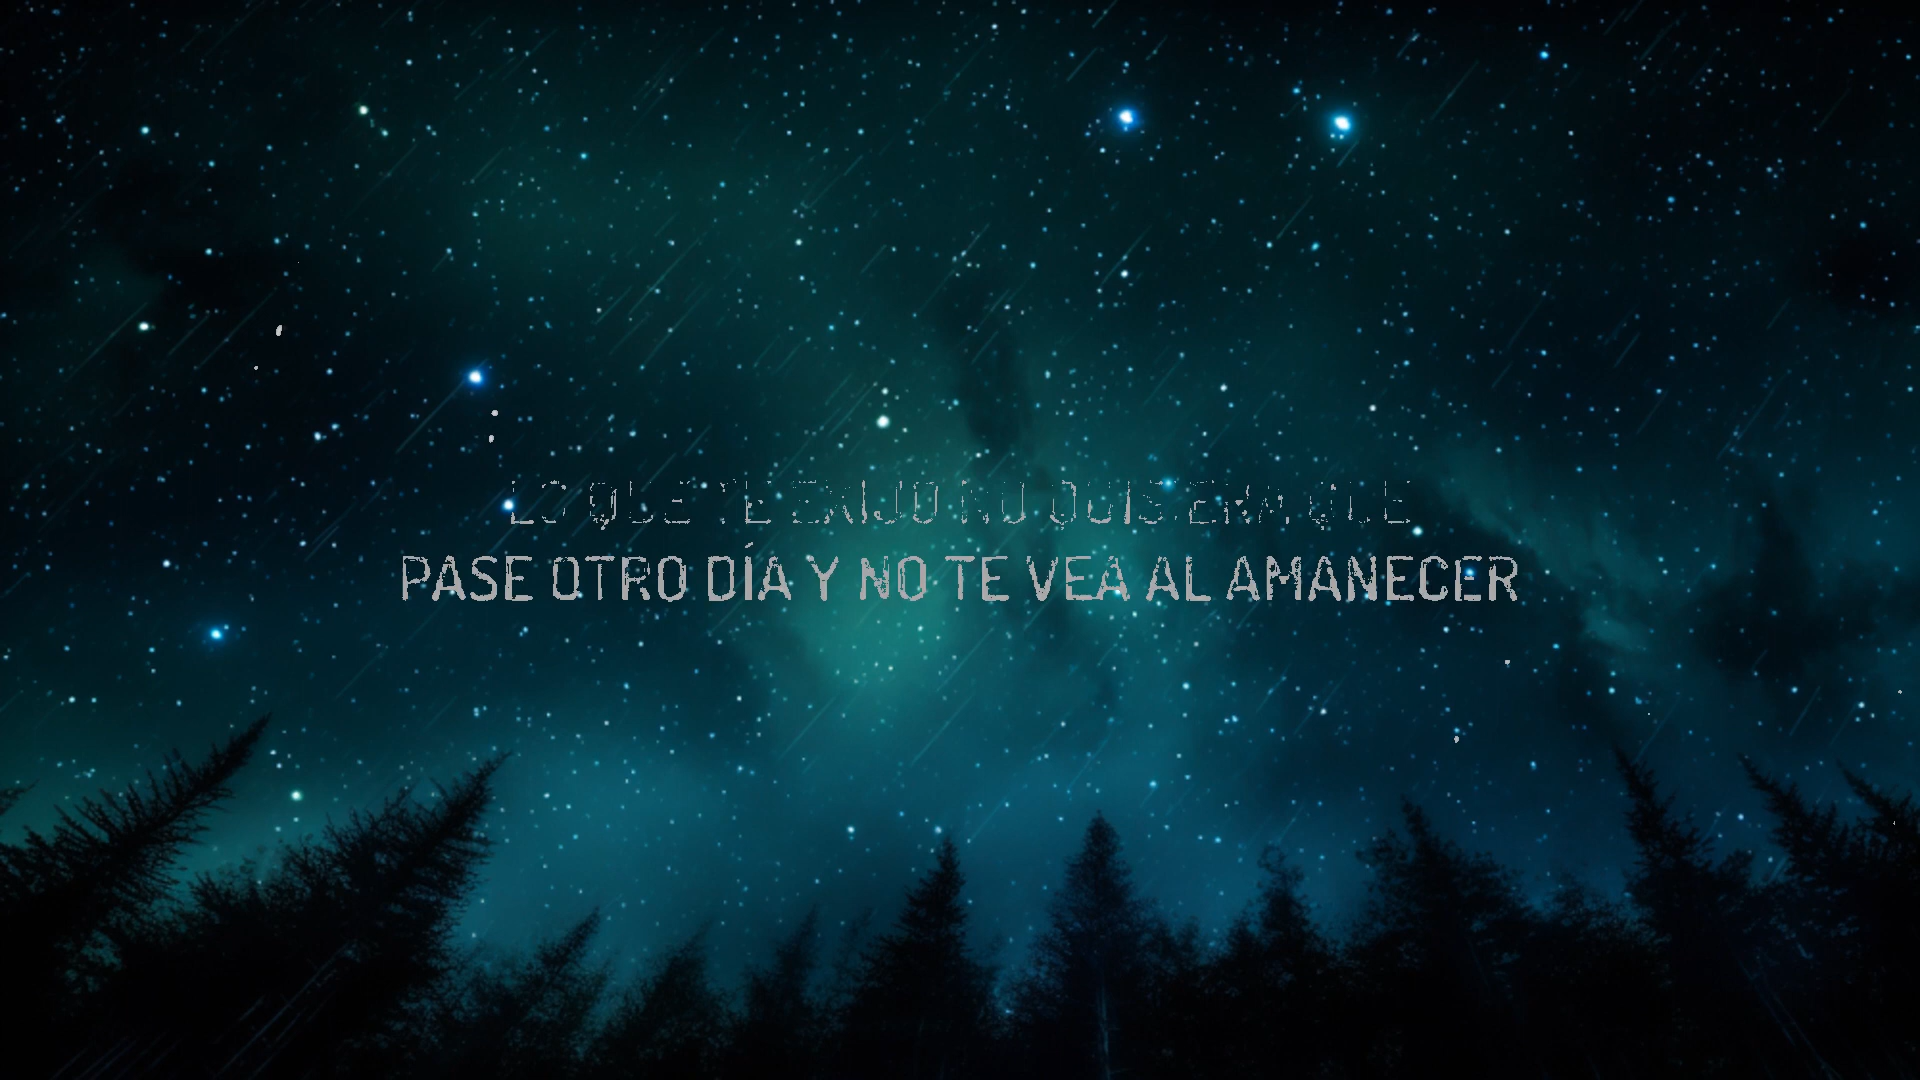 LO QUE TE EXIJO NO QUISIERA QUE
PASE OTRO DÍA Y NO TE VEA AL AMANECER